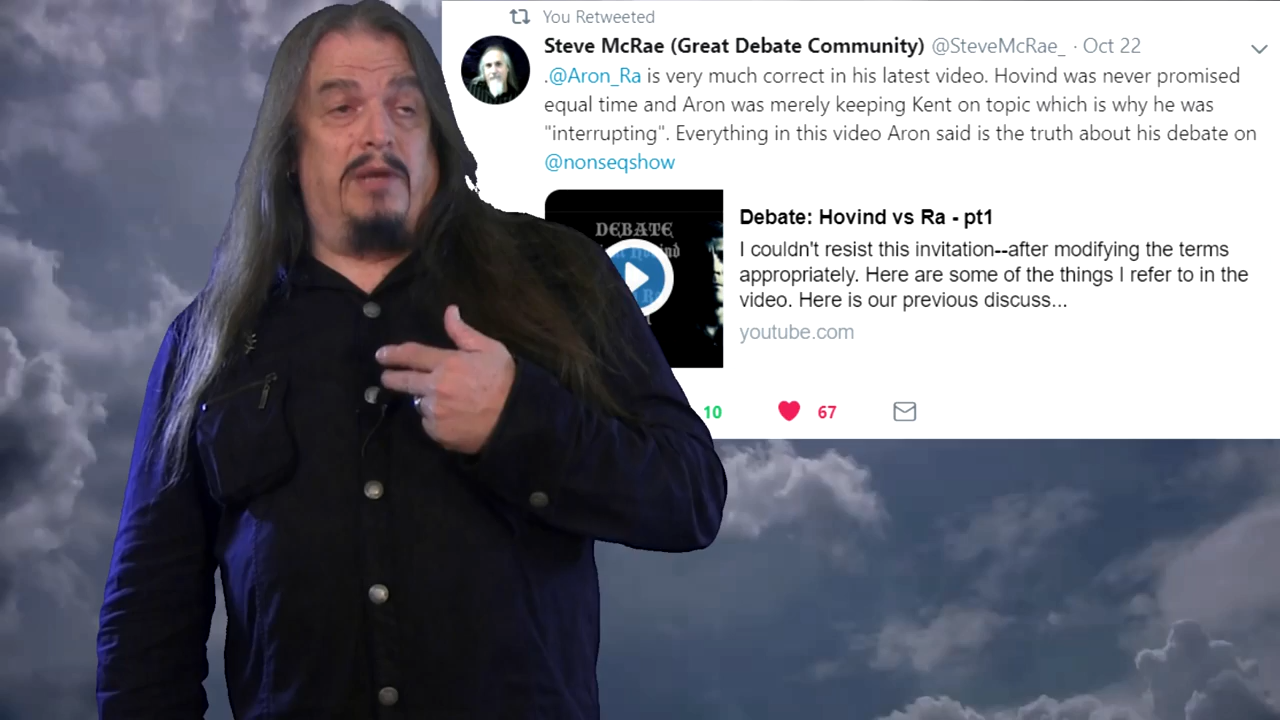 You Retweeted
Steve McRae (Great Debate Community) @SteveMcRae_ · Oct 22
.@Aron_Ra is very much correct in his latest video. Hovind was never promised
equal time and Aron was merely keeping Kent on topic which is why he was
"interrupting". Everything in this video Aron said is the truth about his debate on
@nonseqshow
DEBATE
Debate: Hovind vs Ra - pt1
I couldn't resist this invitation--after modifying the terms
appropriately. Here are some of the things I refer to in the
video. Here is our previous discuss...
youtube.com
10 67